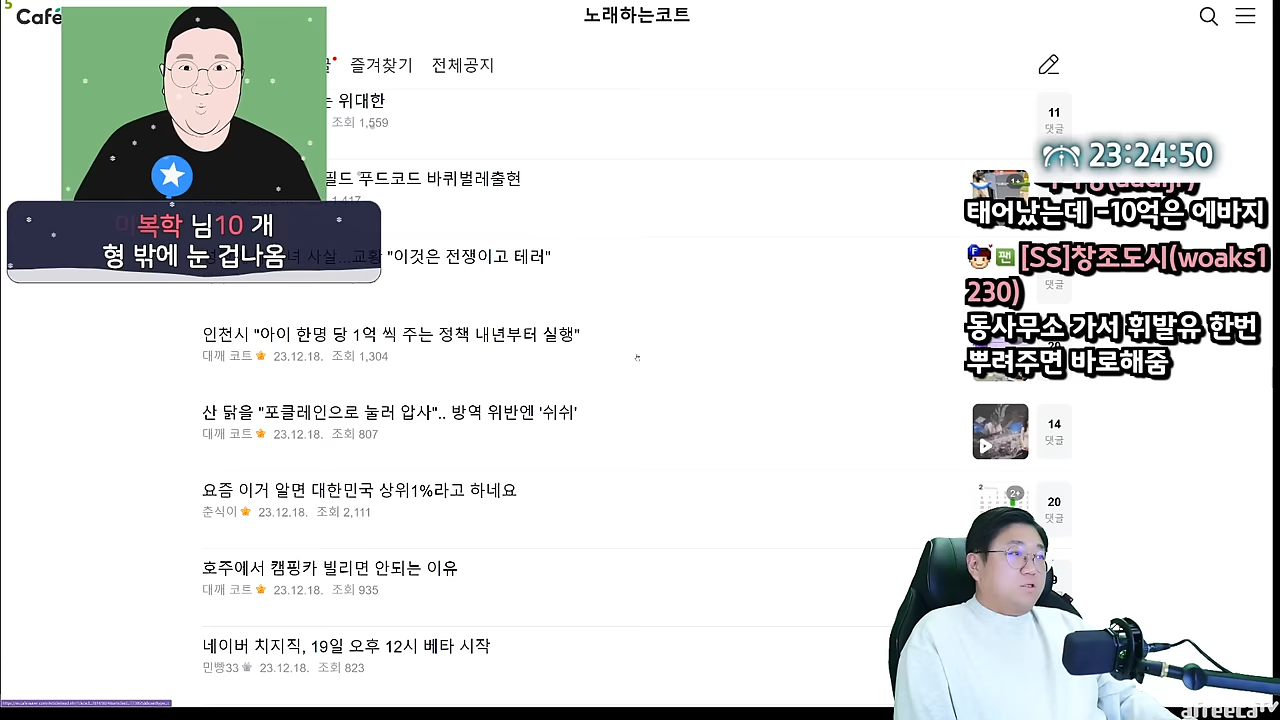 5
Café
노래하는코트
즐겨찾기 전체공지
는 위대한
조회 1,559
11
댓글
23:24:50
필드 푸드코드 바퀴벌레출현
1+
태어났는데 -10억은 에바지
복학 님10 개
형 밖에 눈 겁나옴
녀 사실...교황 "이것은 전쟁이고 테러"
짼 [SS]창조도시(woaks1
230)
댓글
동사무소 가서 휘발유 한번
뿌려주면 바로해줌
인천시 "아이 한명 당 1억 씩 주는 정책 내년부터 실행"
대깨 코트 23.12.18. 조회 1,304
산 닭을 "포클레인으로 눌러 압사".. 방역 위반엔 '쉬쉬'
대깨 코트 23.12.18. 조회 807
14
댓글
요즘 이거 알면 대한민국 상위1%라고 하네요
춘식이 23.12.18. 조회 2,111
2+
20
댓글
호주에서 캠핑카 빌리면 안되는 이유
대깨 코트 23.12.18. 조회 935
네이버 치지직, 19일 오후 12시 베타 시작
민빵33 23.12.18. 조회 823
afreecaTV